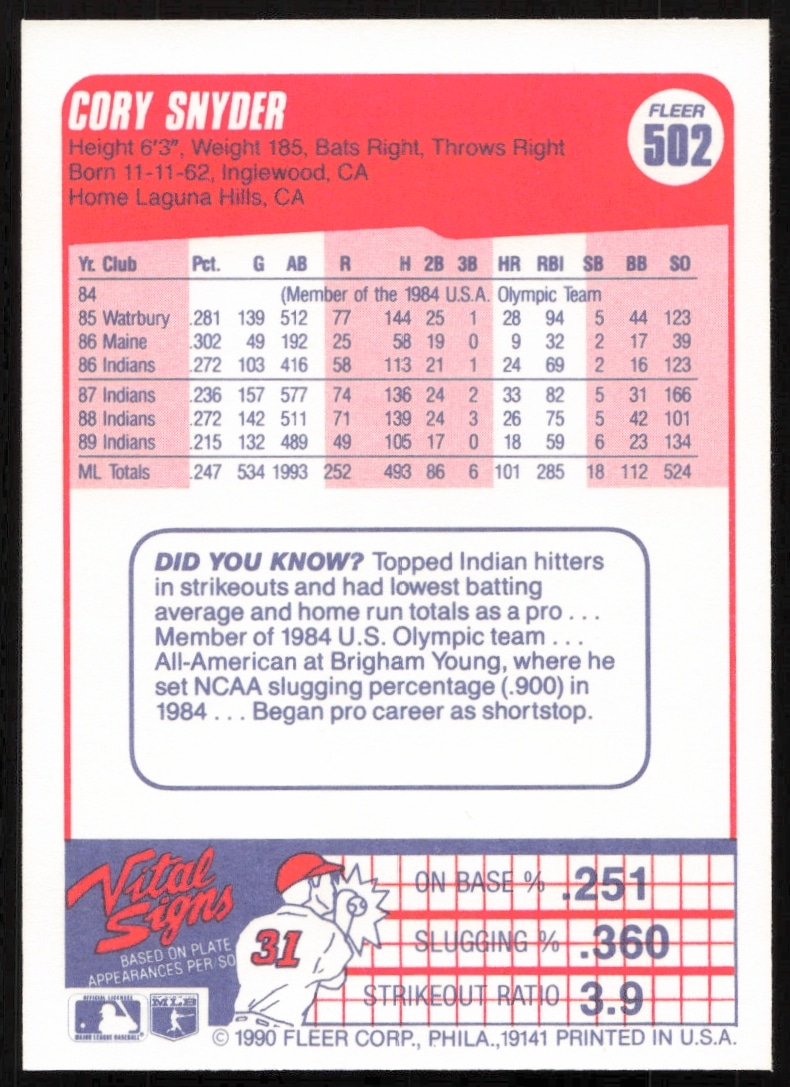 CORY SNYDER
FLEER
502
Height 6'3", Weight 185, Bats Right, Throws Right
Born 11-11-62, Inglewood, CA
Home Laguna Hills, CA
Yr. Club Pct. G AB R H 2B 3B HR RBI SB BB SO
84 (Member of the 1984 U.S.A. Olympic Team
85 Watrbury .281 139 512 77 144 25 1 28 94 5 44 123
86 Maine .302 49 192 25 58 19 0 9 32 2 17 39
86 Indians .272 103 416 58 113 21 1 24 69 2 16 123
87 Indians .236 157 577 74 136 24 2 33 82 5 31 166
88 Indians .272 142 511 71 139 24 3 26 75 5 42 101
89 Indians .215 132 489 49 105 17 0 18 59 6 23 134
ML Totals .247 534 1993 252 493 86 6 101 285 18 112 524
DID YOU KNOW? Topped Indian hitters
in strikeouts and had lowest batting
average and home run totals as a pro . . .
Member of 1984 U.S. Olympic team . . .
All-American at Brigham Young, where he
set NCAA slugging percentage (.900) in
1984 . . . Began pro career as shortstop.
Vital
Signs
BASED ON PLATE
APPEARANCES PER/SO
31
ON BASE % .251
SLUGGING % .360
STRIKEOUT RATIO 3.9
OFFICIAL LICENSEE
MAJOR LEAGUE BASEBALL
MLB
© 1990 FLEER CORP., PHILA.,19141 PRINTED IN U.S.A.